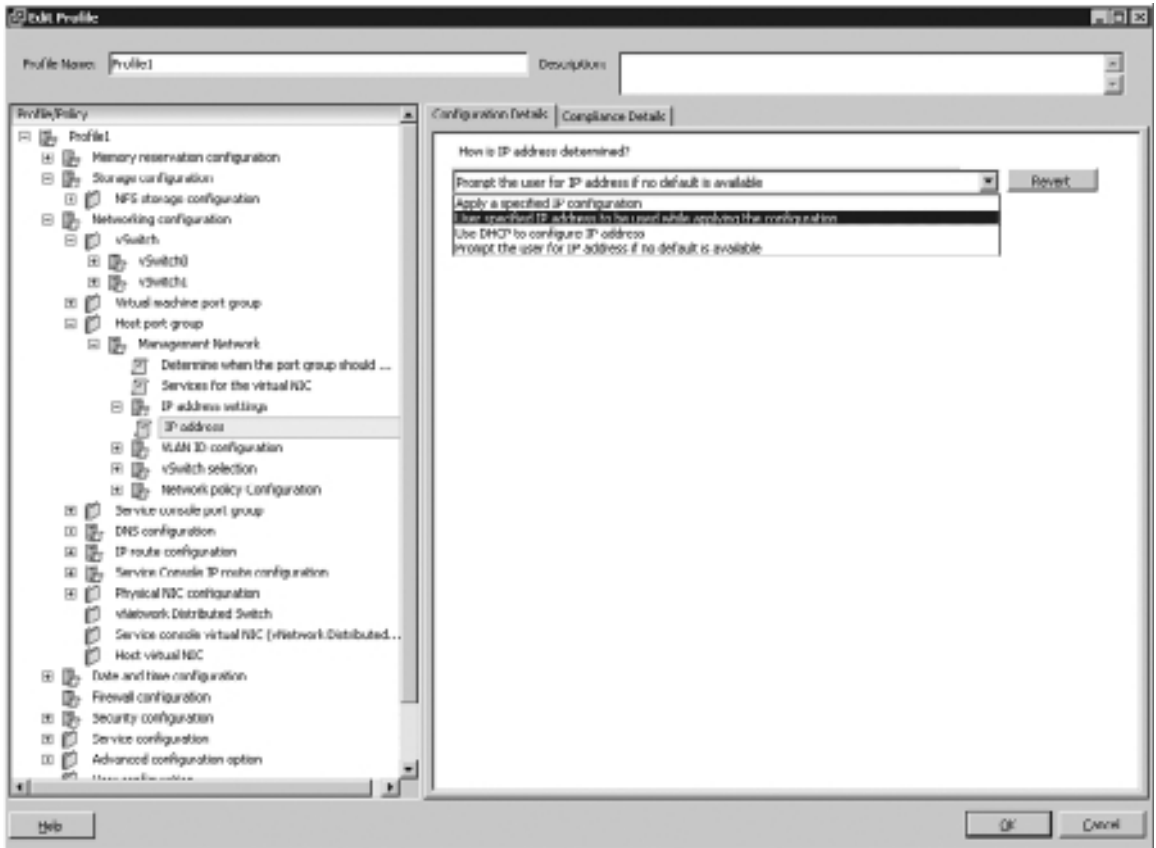 Edit Profile
Profile Name: Profile1
Description:
Profile/Policy
Profile1
Memory reservation configuration
Storage configuration
NFS storage configuration
Networking configuration
vSwitch
vSwitch0
vSwitch1
Virtual machine port group
Host port group
Management Network
Determine when the port group should ...
Services for the virtual NIC
IP address settings
IP address
VLAN ID configuration
vSwitch selection
Network policy Configuration
Service console port group
DNS configuration
IP route configuration
Service Console IP route configuration
Physical NIC configuration
vNetwork Distributed Switch
Service console virtual NIC (vNetwork Distributed...
Host virtual NIC
Date and time configuration
Firewall configuration
Security configuration
Service configuration
Advanced configuration option
User configuration
Configuration Details
Compliance Details
How is IP address determined?
Prompt the user for IP address if no default is available
Revert
Apply a specified IP configuration
User specified IP address to be used while applying the configuration
Use DHCP to configure IP address
Prompt the user for IP address if no default is available
Help
OK
Cancel